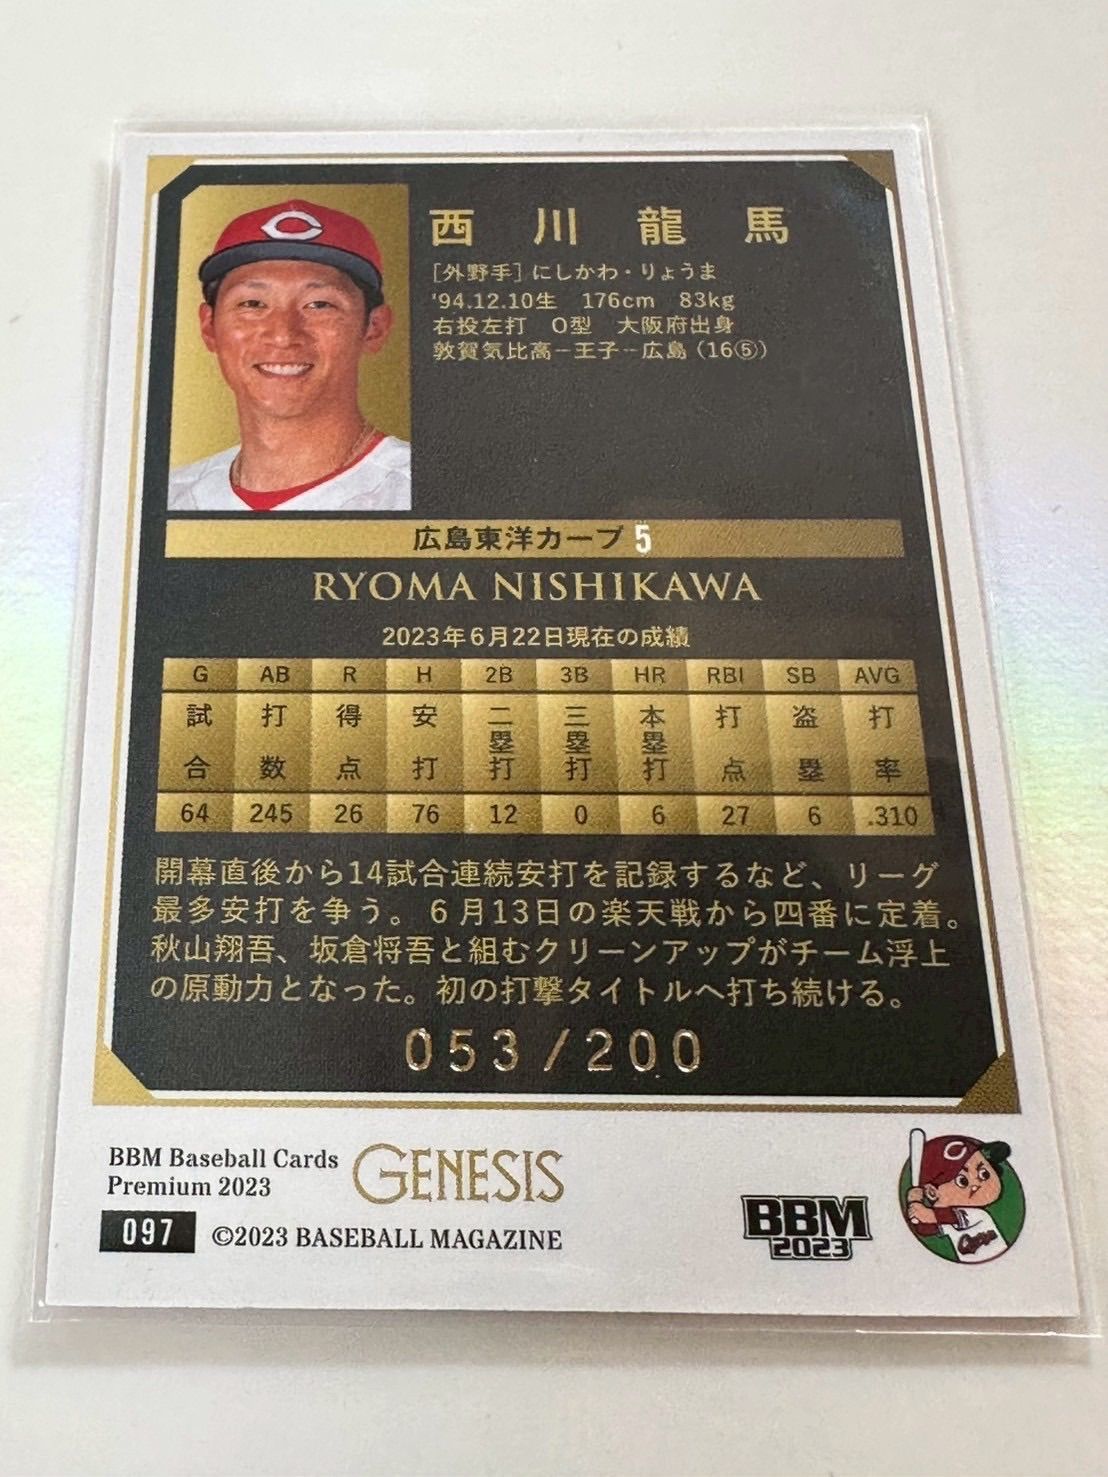 西川龍馬
[外野手] にしかわ・りょうま
'94.12.10生 176cm 83kg
右投左打 O型 大阪府出身
敦賀気比高－王子－広島（16⑤）
広島東洋カープ 5
RYOMA NISHIKAWA
2023年6月22日現在の成績
G AB R H 2B 3B HR RBI SB AVG
試合 打数 得点 安打 二塁打 三塁打 本塁打 打点 盗塁 打率
64 245 26 76 12 0 6 27 6 .310
開幕直後から14試合連続安打を記録するなど、リーグ
最多安打を争う。6月13日の楽天戦から四番に定着。
秋山翔吾、坂倉将吾と組むクリーンアップがチーム浮上
の原動力となった。初の打撃タイトルへ打ち続ける。
053/200
BBM Baseball Cards
Premium 2023
GENESIS
097 ©2023 BASEBALL MAGAZINE
BBM
2023
C
Carp